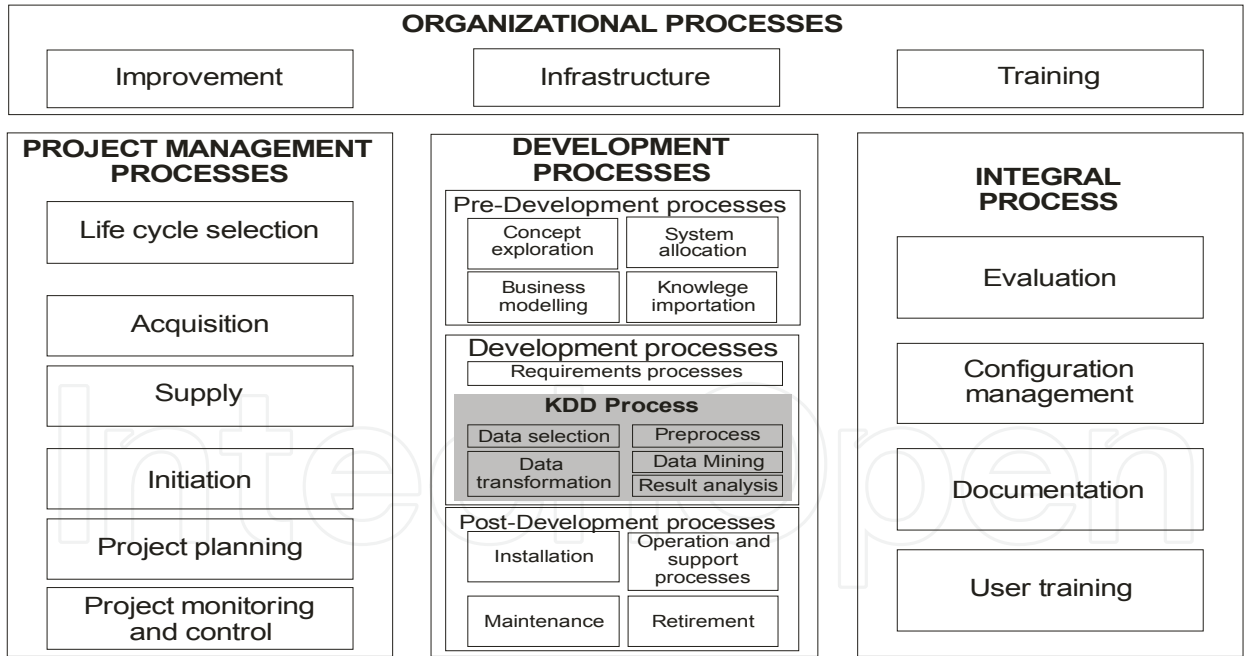 ORGANIZATIONAL PROCESSES
Improvement
Infrastructure
Training
PROJECT MANAGEMENT
PROCESSES
Life cycle selection
Acquisition
Supply
Initiation
Project planning
Project monitoring
and control
DEVELOPMENT
PROCESSES
Pre-Development processes
Concept
exploration
System
allocation
Business
modelling
Knowlege
importation
Development processes
Requirements processes
KDD Process
Data selection
Preprocess
Data
transformation
Data Mining
Result analysis
Post-Development processes
Installation
Operation and
support
processes
Maintenance
Retirement
INTEGRAL
PROCESS
Evaluation
Configuration
management
Documentation
User training
IntechOpen